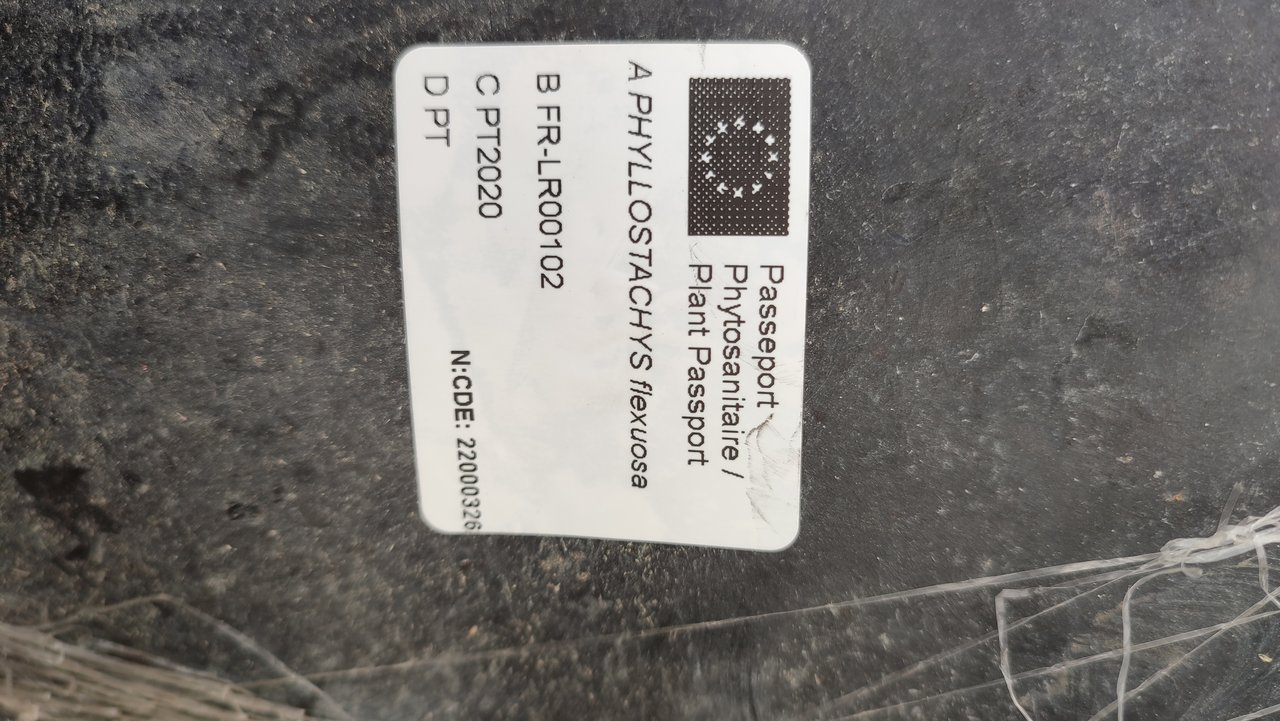 Passeport
Phytosanitaire /
Plant Passport
A PHYLLOSTACHYS flexuosa
B FR-LR00102
C PT2020
D PT
N:CDE: 22000326